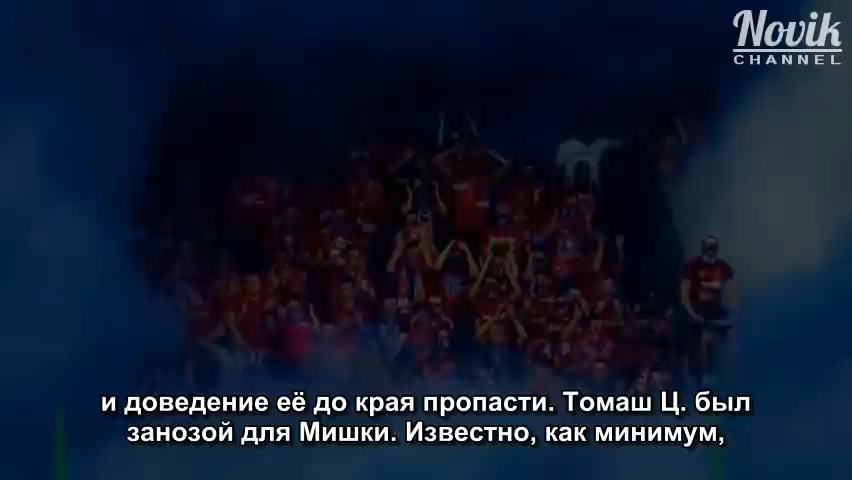 Novik
CHANNEL
и доведение её до края пропасти. Томаш Ц. был
занозой для Мишки. Известно, как минимум,